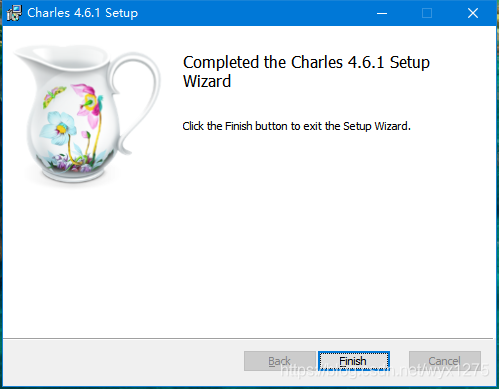 Charles 4.6.1 Setup
Completed the Charles 4.6.1 Setup
Wizard
Click the Finish button to exit the Setup Wizard.
Back Finish Cancel
https://blog.csdn.net/wyx1275